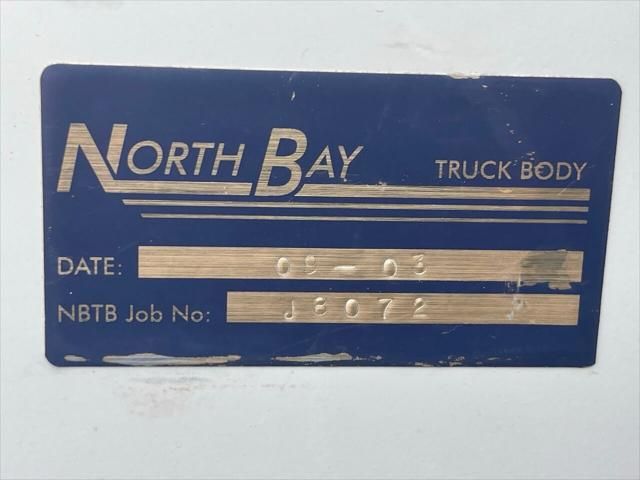 NORTH BAY TRUCK BODY
DATE: 09-03
NBTB Job No: J8072